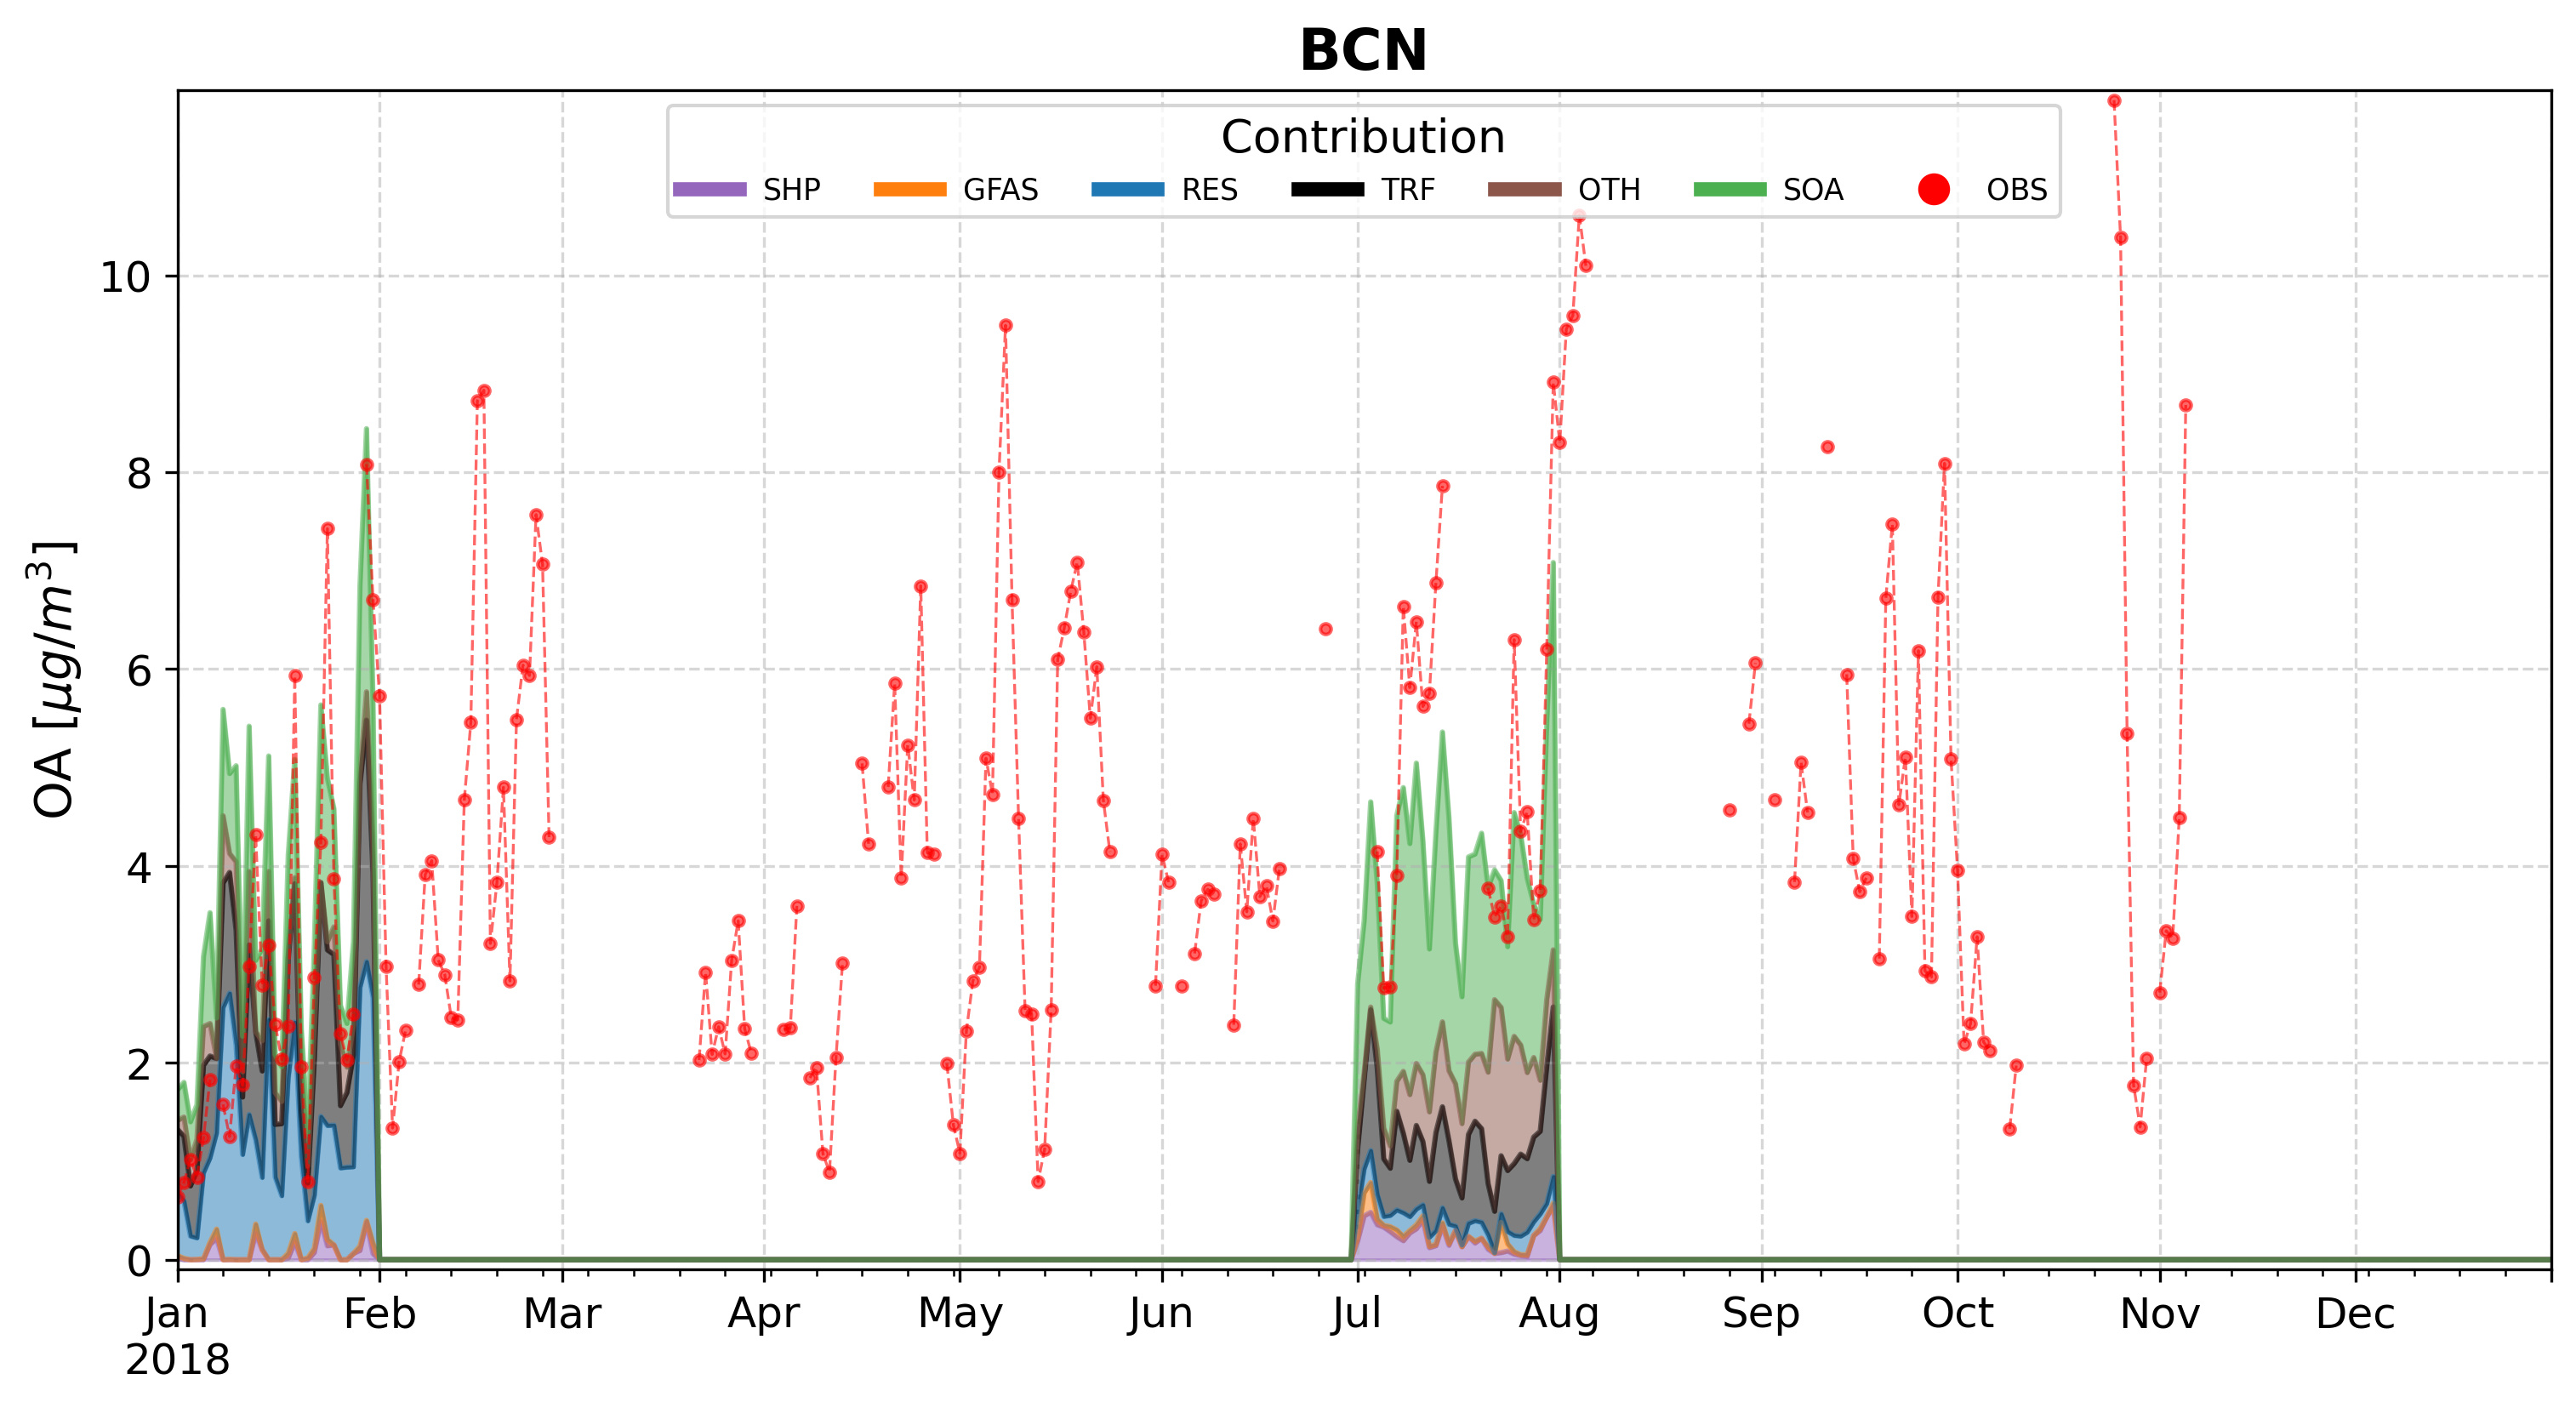 BCN
Contribution
SHP GFAS RES TRF OTH SOA OBS
OA [μg/m³]
10
8
6
4
2
0
Jan Feb Mar Apr May Jun Jul Aug Sep Oct Nov Dec
2018